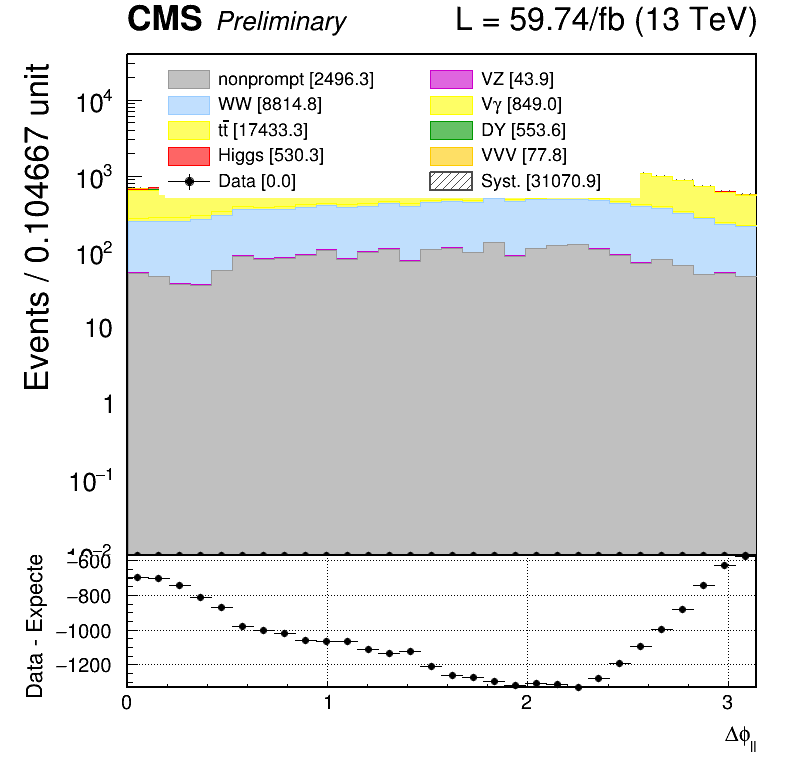 CMS Preliminary L = 59.74/fb (13 TeV)
Events / 0.104667 unit
nonprompt [2496.3] VZ [43.9]
WW [8814.8] Vγ [849.0]
tt̄ [17433.3] DY [553.6]
Higgs [530.3] VVV [77.8]
Data [0.0] Syst. [31070.9]
10⁴
10³
10²
10
1
10⁻¹
Data - Expecte
−600
−800
−1000
−1200
0 1 2 3
Δϕ_ll